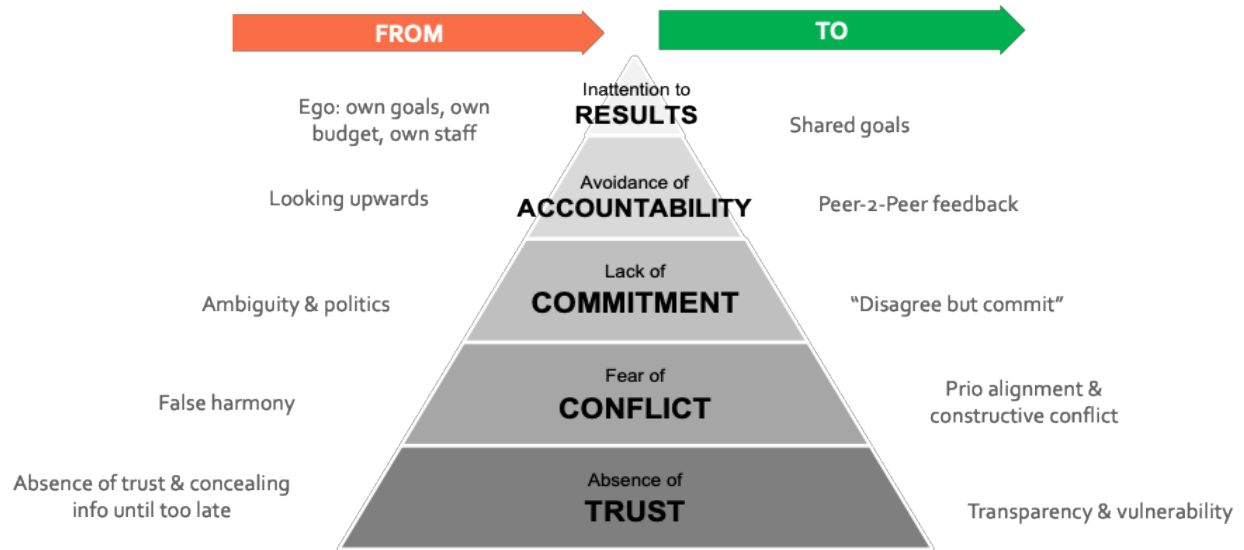 FROM
TO
Inattention to
RESULTS
Ego: own goals, own
budget, own staff
Shared goals
Avoidance of
ACCOUNTABILITY
Looking upwards
Peer-2-Peer feedback
Lack of
COMMITMENT
Ambiguity & politics
“Disagree but commit”
Fear of
CONFLICT
False harmony
Prio alignment &
constructive conflict
Absence of
TRUST
Absence of trust & concealing
info until too late
Transparency & vulnerability